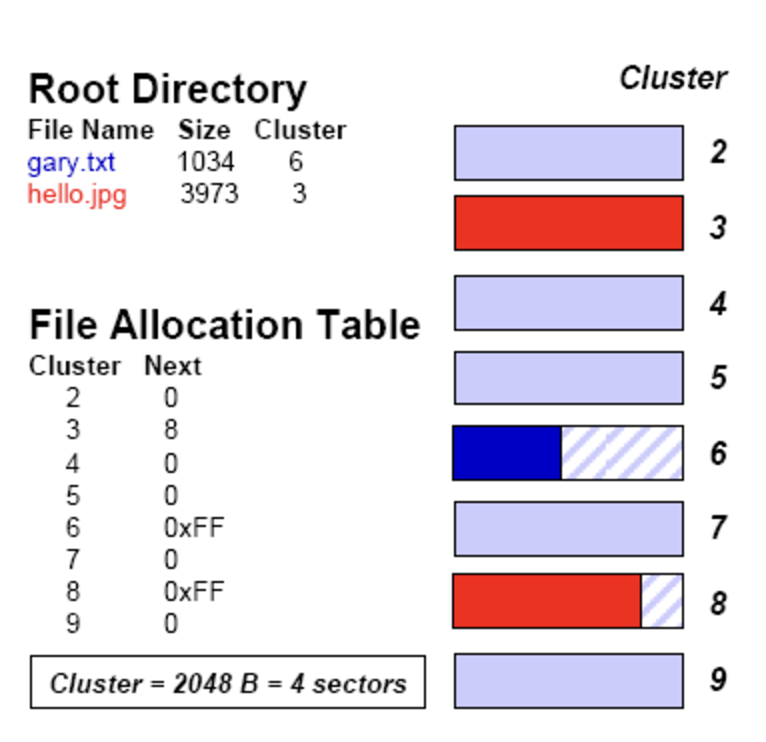 Root Directory
File Name Size Cluster
gary.txt 1034 6
hello.jpg 3973 3
File Allocation Table
Cluster Next
2 0
3 8
4 0
5 0
6 0xFF
7 0
8 0xFF
9 0
Cluster = 2048 B = 4 sectors
Cluster
2
3
4
5
6
7
8
9